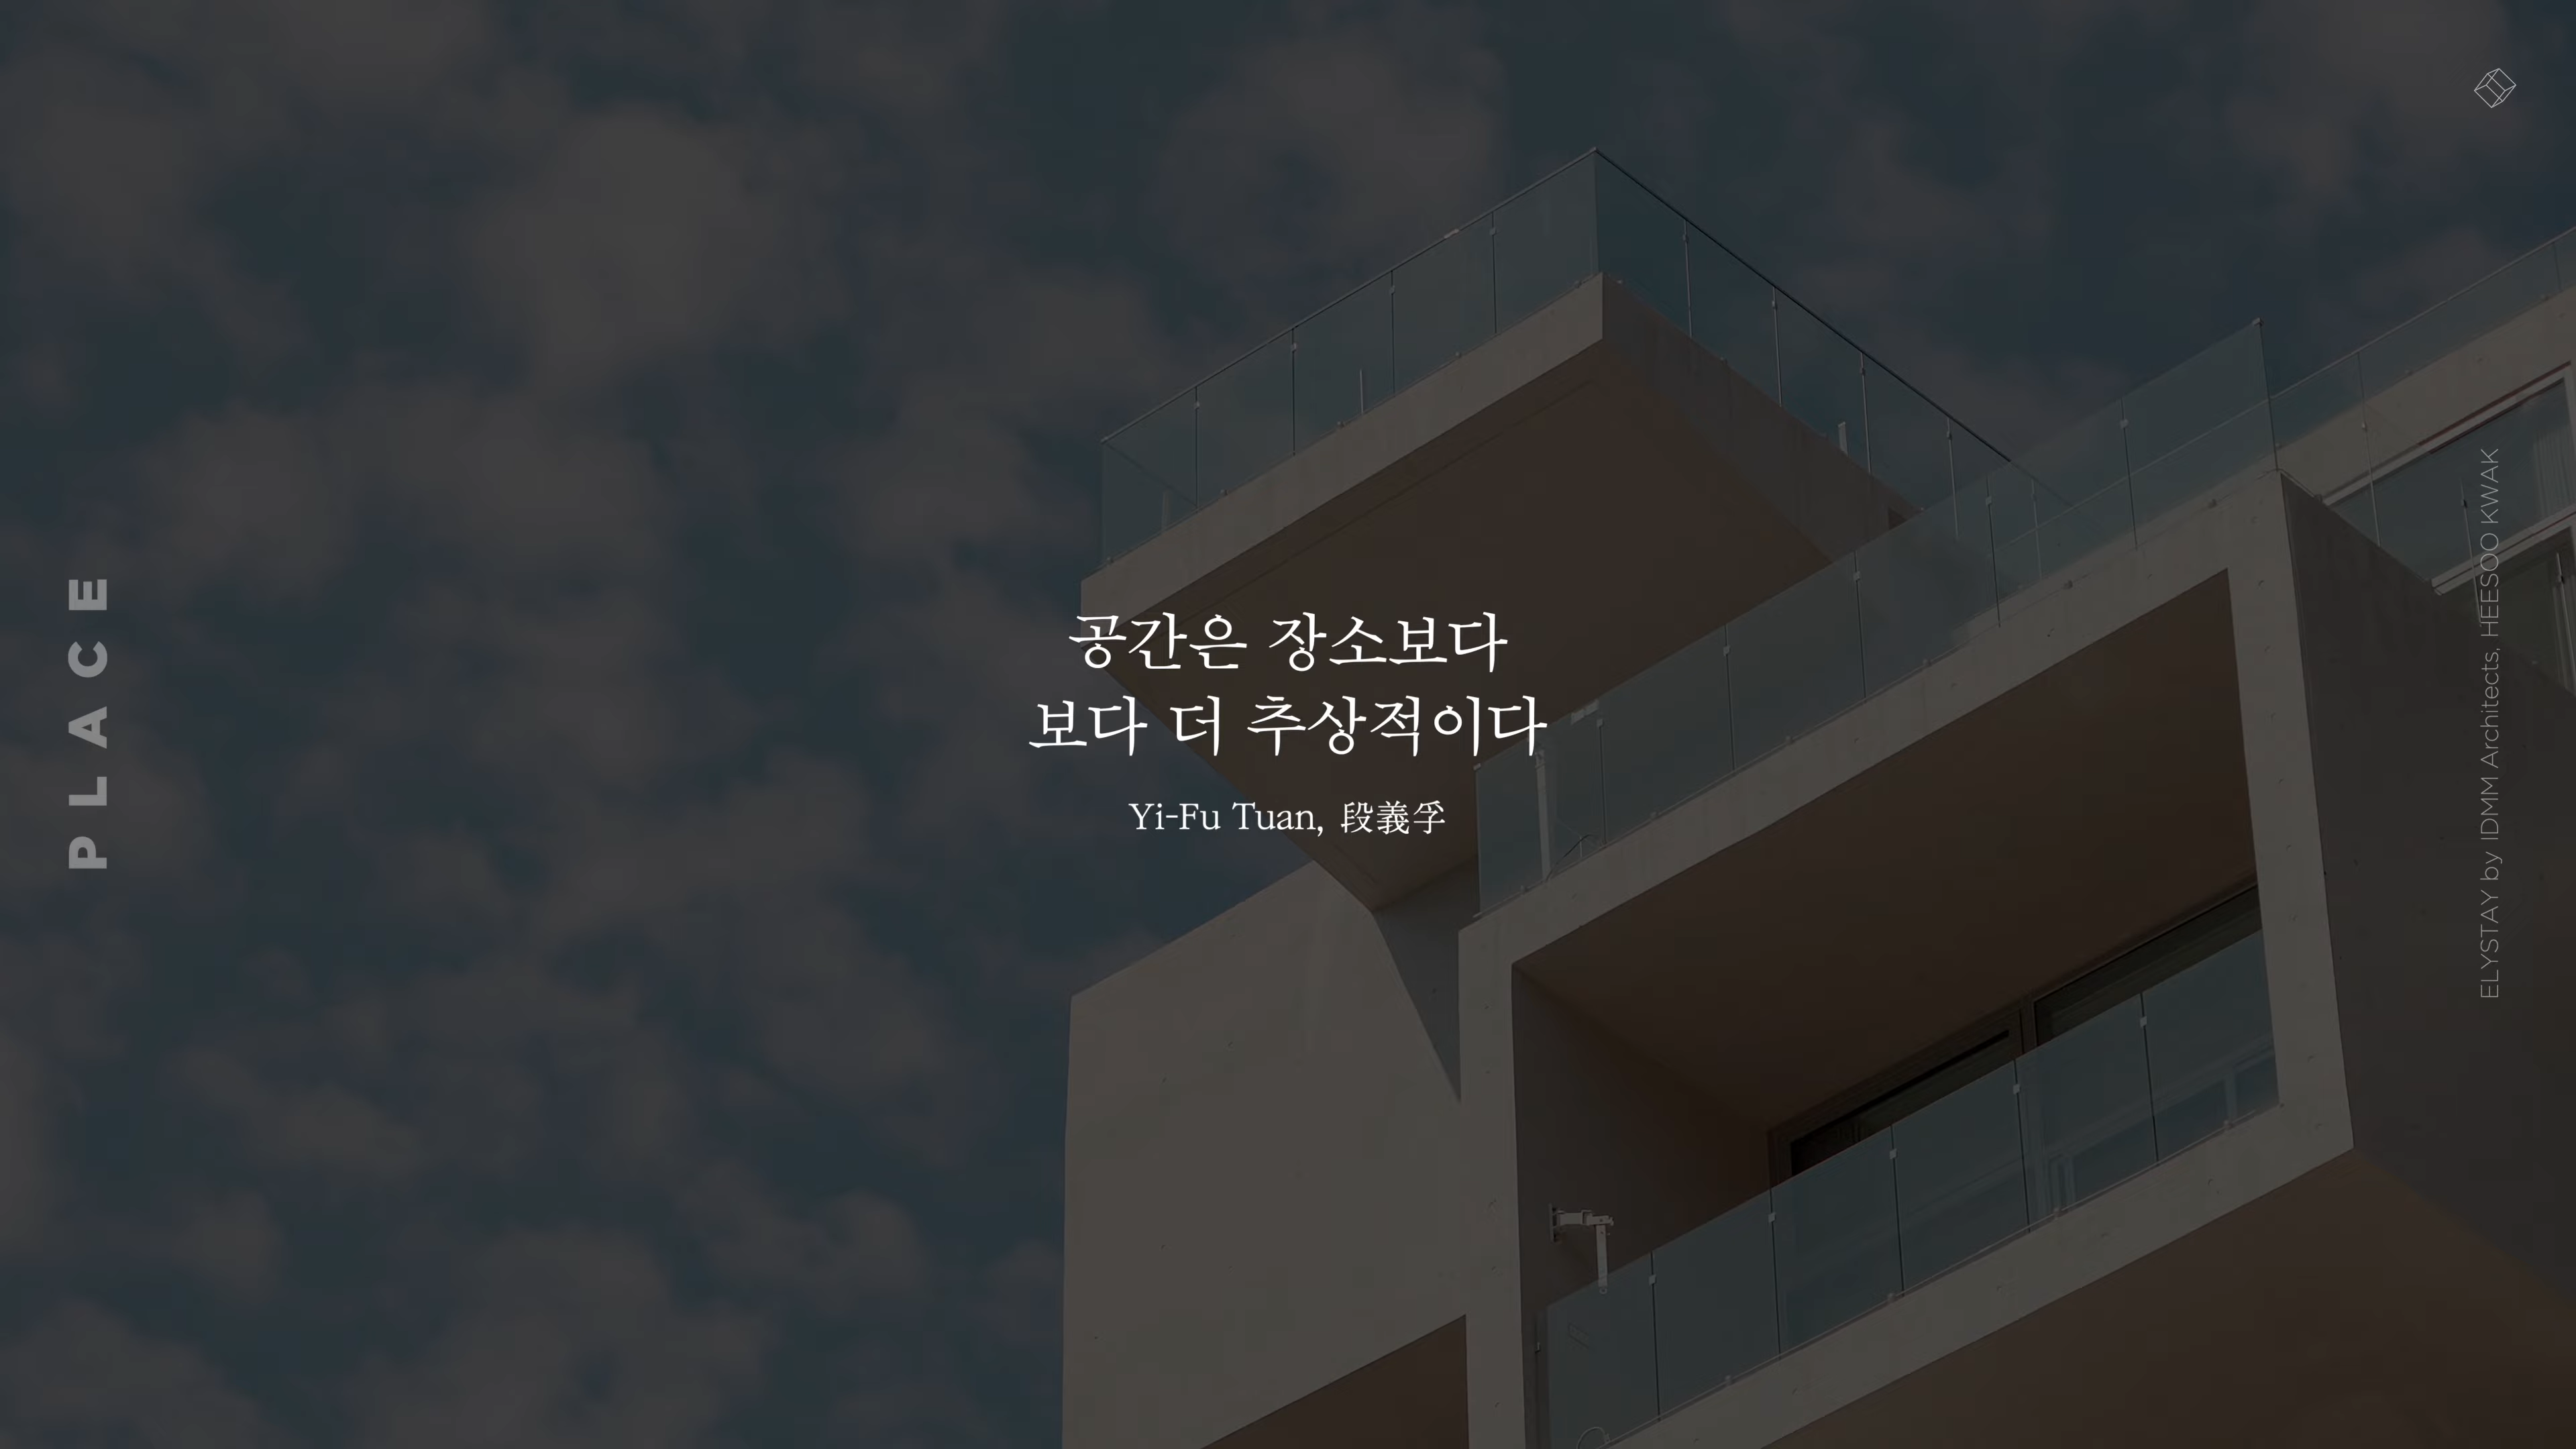 PLACE
공간은 장소보다
보다 더 추상적이다
Yi-Fu Tuan, 段義孚
ELYSTAY by IDMM Architects, HEESOO KWAK